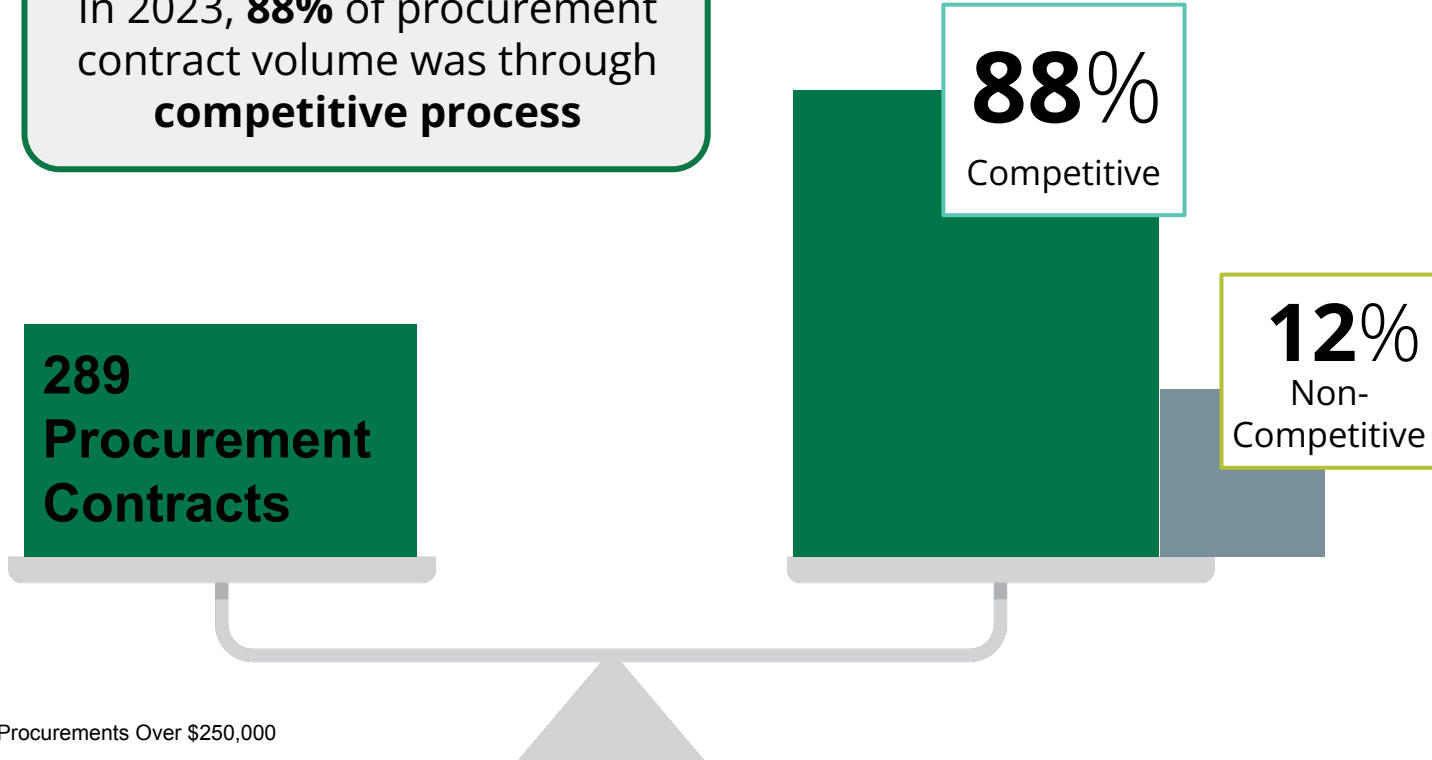 In 2023, 88% of procurement
contract volume was through
competitive process
88%
Competitive
12%
Non-
Competitive
289
Procurement
Contracts
Procurements Over $250,000